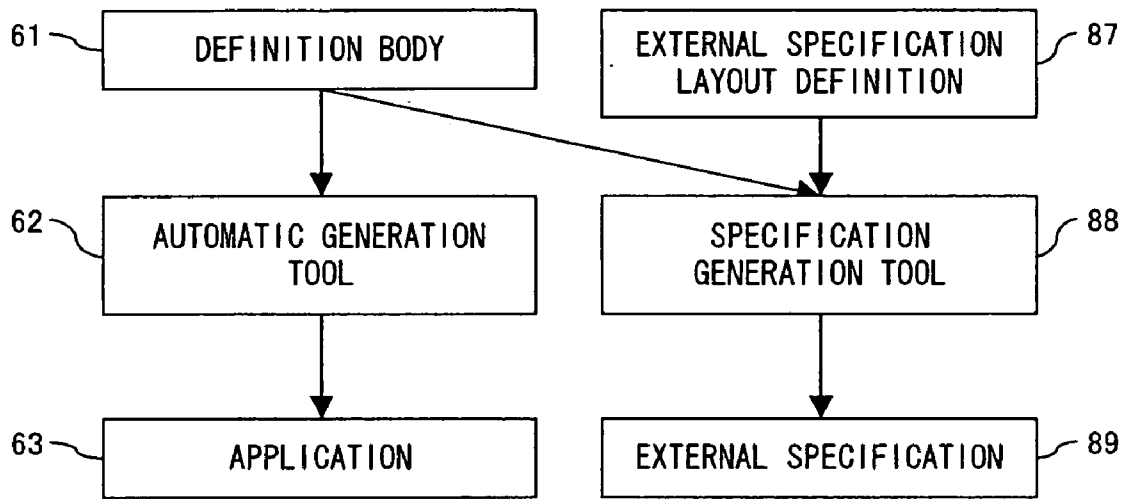 61
DEFINITION BODY
EXTERNAL SPECIFICATION
LAYOUT DEFINITION
87
62
AUTOMATIC GENERATION
TOOL
SPECIFICATION
GENERATION TOOL
88
63
APPLICATION
EXTERNAL SPECIFICATION
89